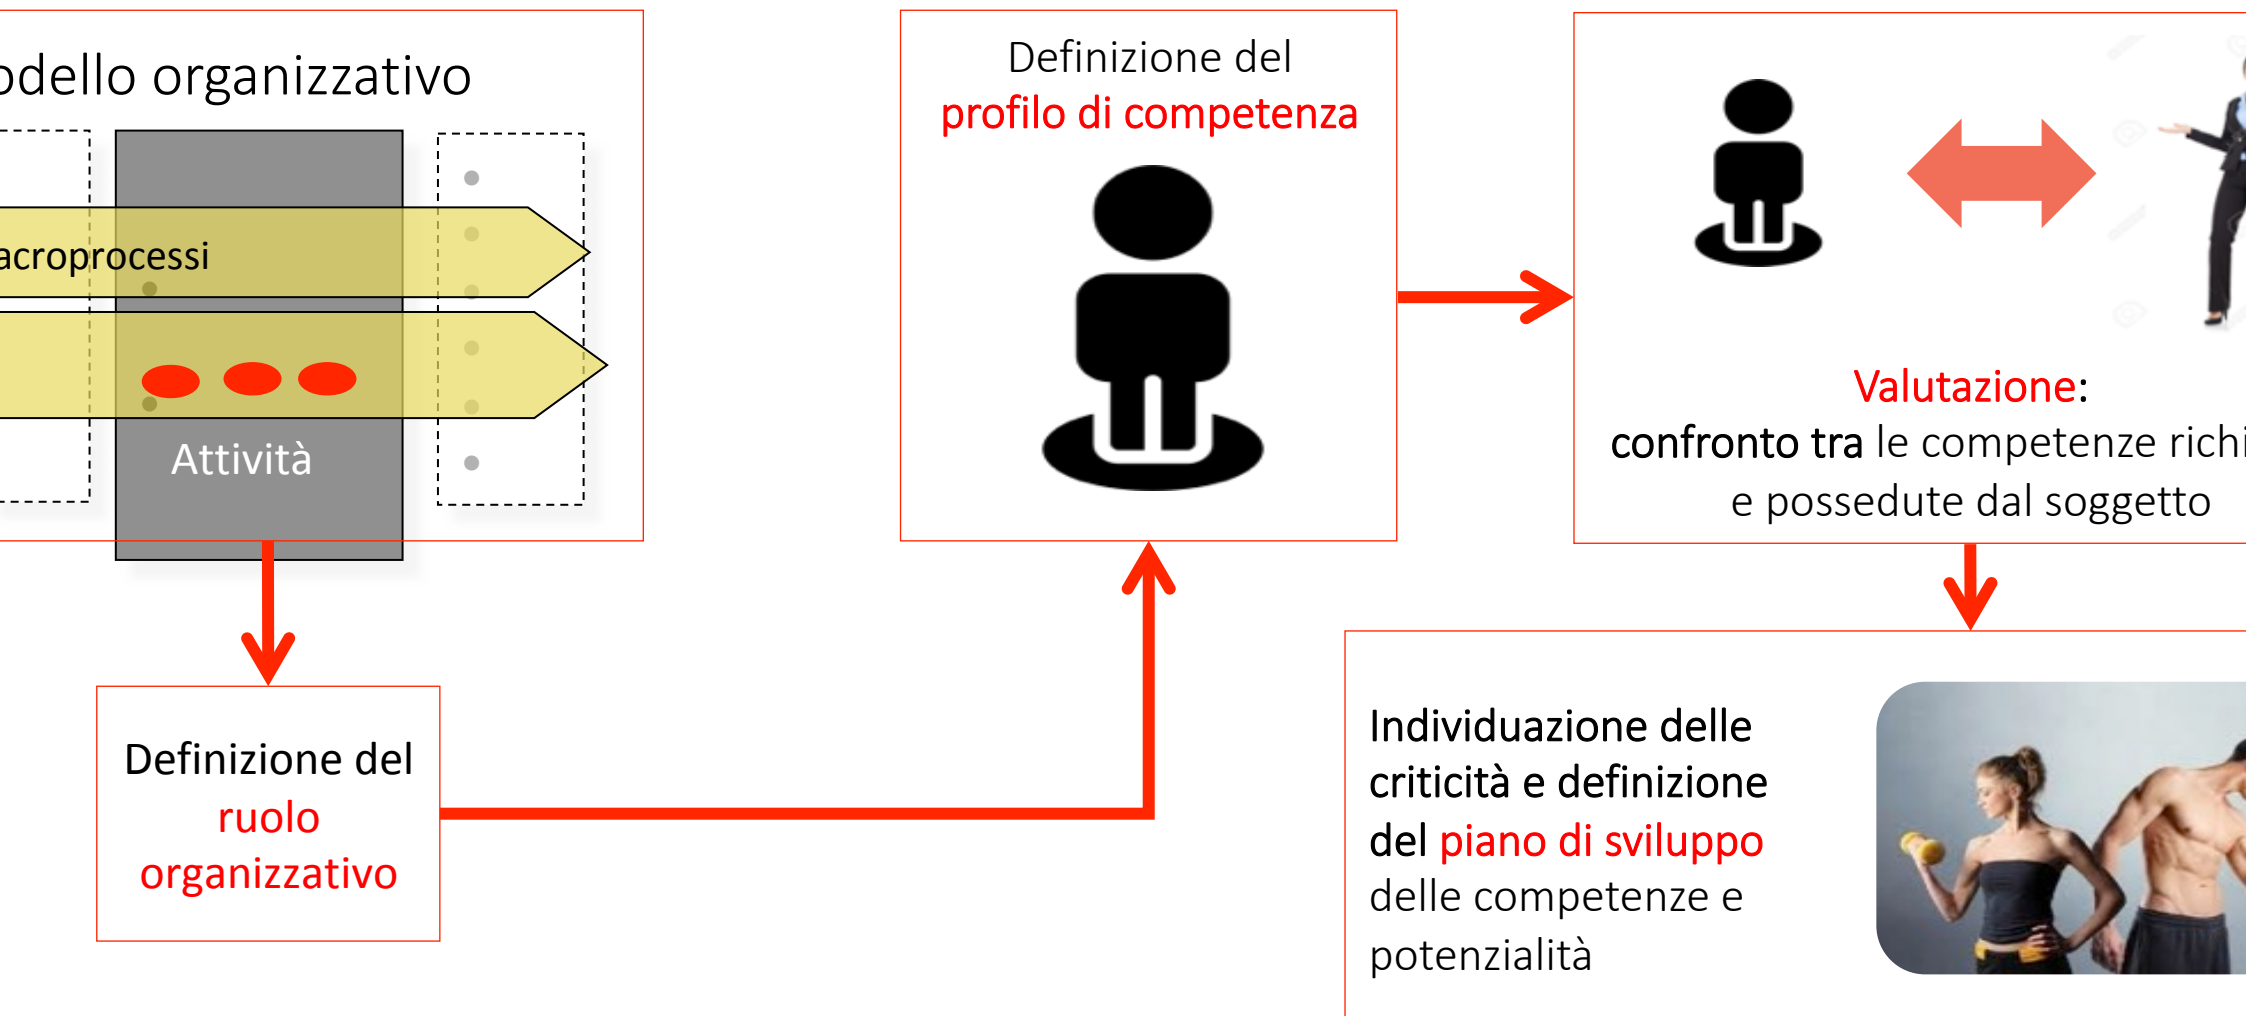 odello organizzativo
acroprocessi
Attività
Definizione del
ruolo
organizzativo
Definizione del
profilo di competenza
Valutazione:
confronto tra le competenze richi
e possedute dal soggetto
Individuazione delle
criticità e definizione
del piano di sviluppo
delle competenze e
potenzialità